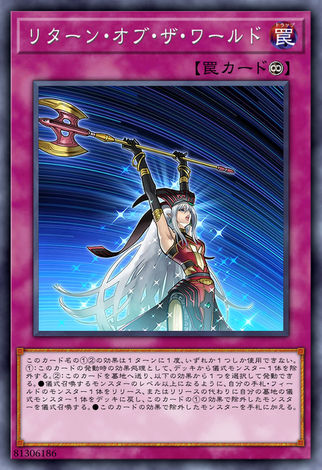 リターン・オブ・ザ・ワールド
トラップ
罠
【罠カード】
このカード名の①②の効果は1ターンに1度、いずれか1つしか使用できない。
①:このカードの発動時の効果処理として、デッキから儀式モンスター1体を
除外する。②:このカードを墓地へ送り、以下の効果から1つを選択して発動でき
る。●儀式召喚するモンスターのレベル以上になるように、自分の手札・フィー
ルドのモンスター1体をリリース、またはリリースの代わりに自分の墓地の儀
式モンスター1体をデッキに戻し、このカードの①の効果で除外したモンスタ
ーを儀式召喚する。●このカードの効果で除外したモンスターを手札に加える。
81306186